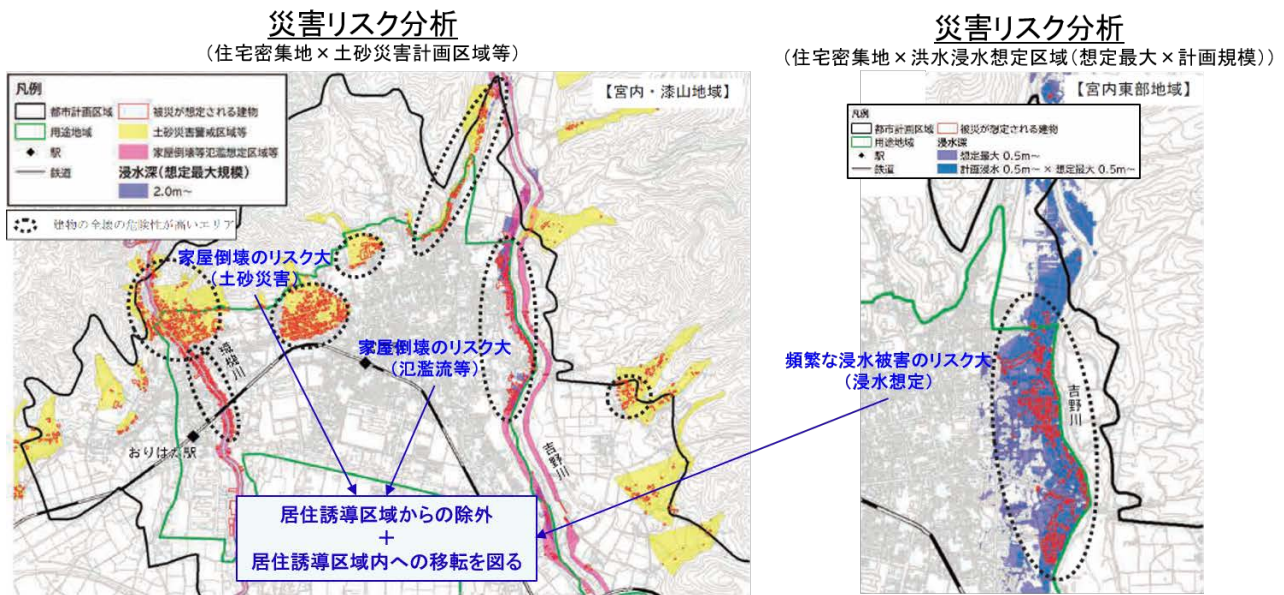 災害リスク分析
（住宅密集地×土砂災害計画区域等）
凡例
都市計画区域
被災が想定される建物
用途地域
土砂災害警戒区域等
駅
家屋倒壊等氾濫想定区域等
鉄道
浸水深（想定最大規模）
2.0m～
建物の全壊の危険性が高いエリア
【宮内・漆山地域】
家屋倒壊のリスク大
（土砂災害）
家屋倒壊のリスク大
（氾濫流等）
おりはた駅
吉野川
居住誘導区域からの除外
＋
居住誘導区域内への移転を図る
災害リスク分析
（住宅密集地×洪水浸水想定区域（想定最大×計画規模））
【宮内東部地域】
凡例
都市計画区域
被災が想定される建物
用途地域
浸水深
駅
想定最大 0.5m～
鉄道
計画浸水 0.5m～ × 想定最大 0.5m～
頻繁な浸水被害のリスク大
（浸水想定）
吉野川